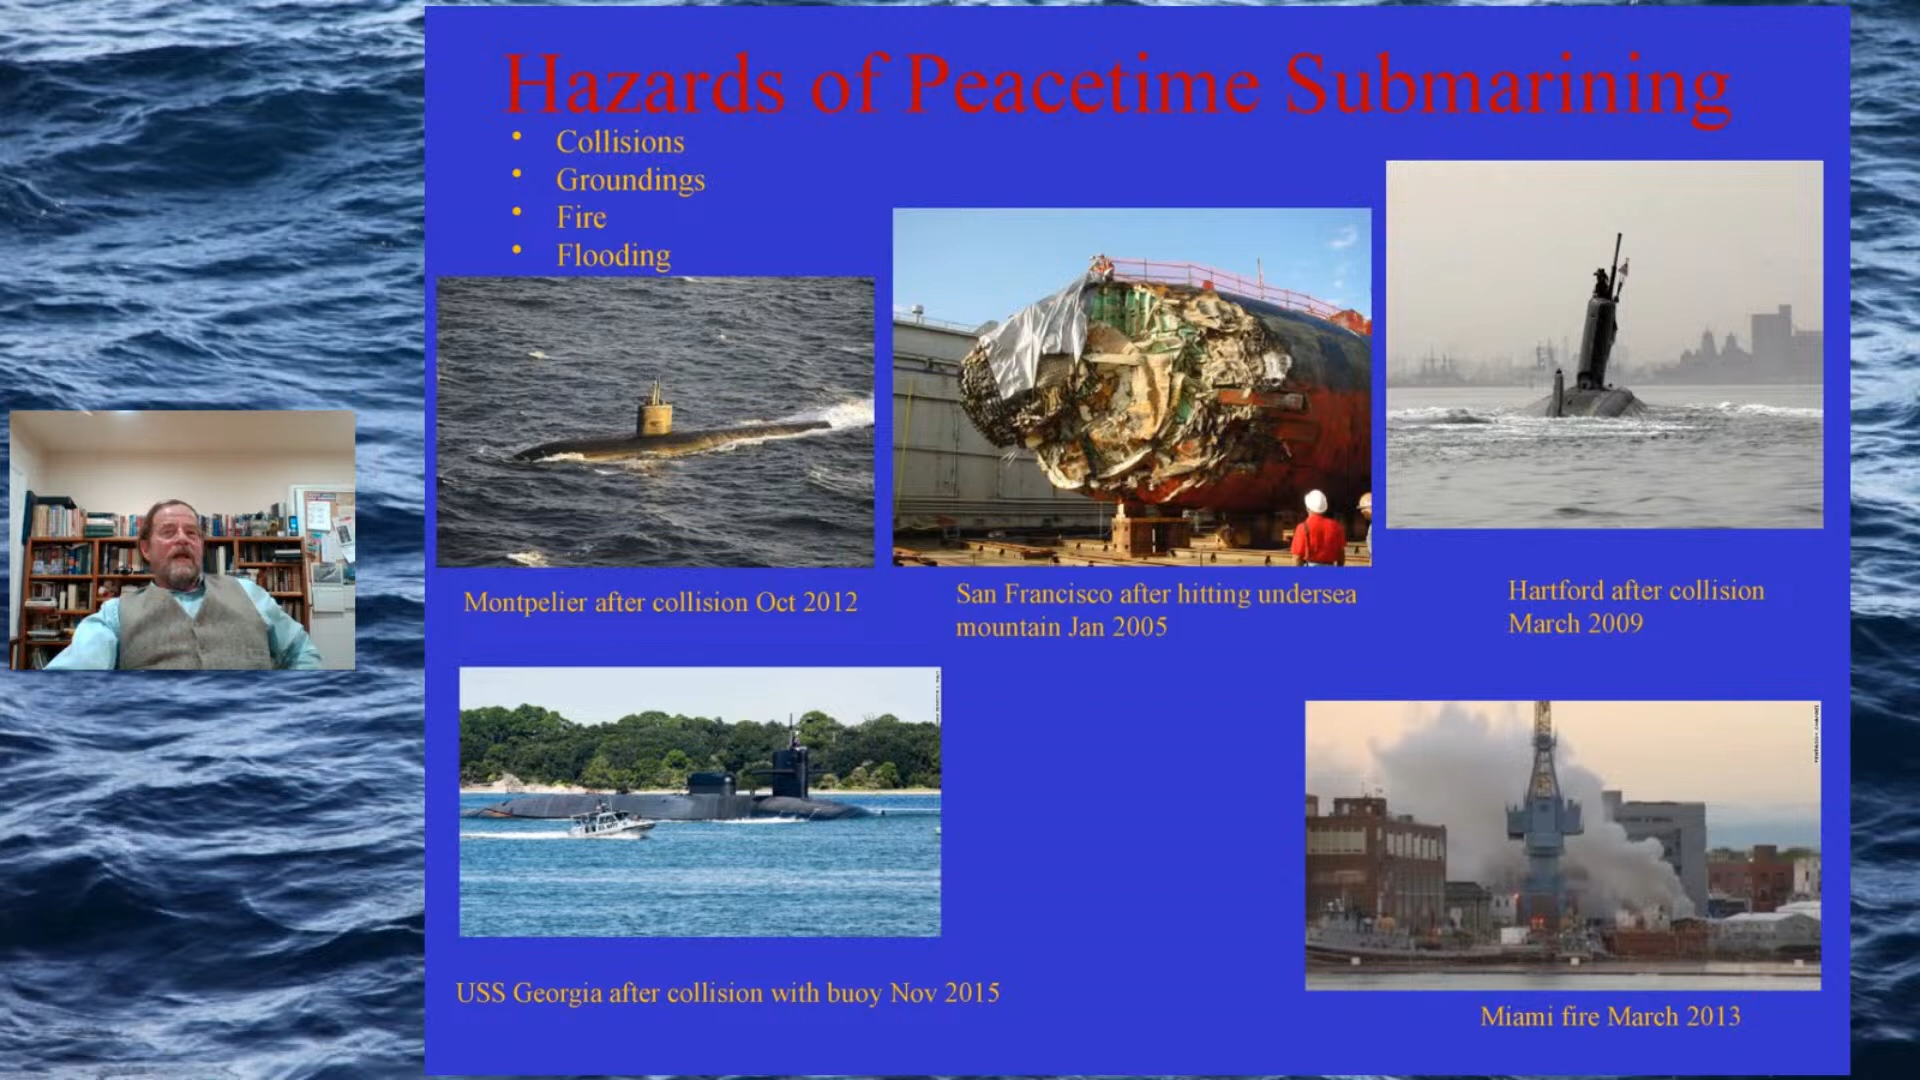 Hazards of Peacetime Submarining
• Collisions
• Groundings
• Fire
• Flooding
Montpelier after collision Oct 2012
San Francisco after hitting undersea
mountain Jan 2005
Hartford after collision
March 2009
USS Georgia after collision with buoy Nov 2015
Miami fire March 2013